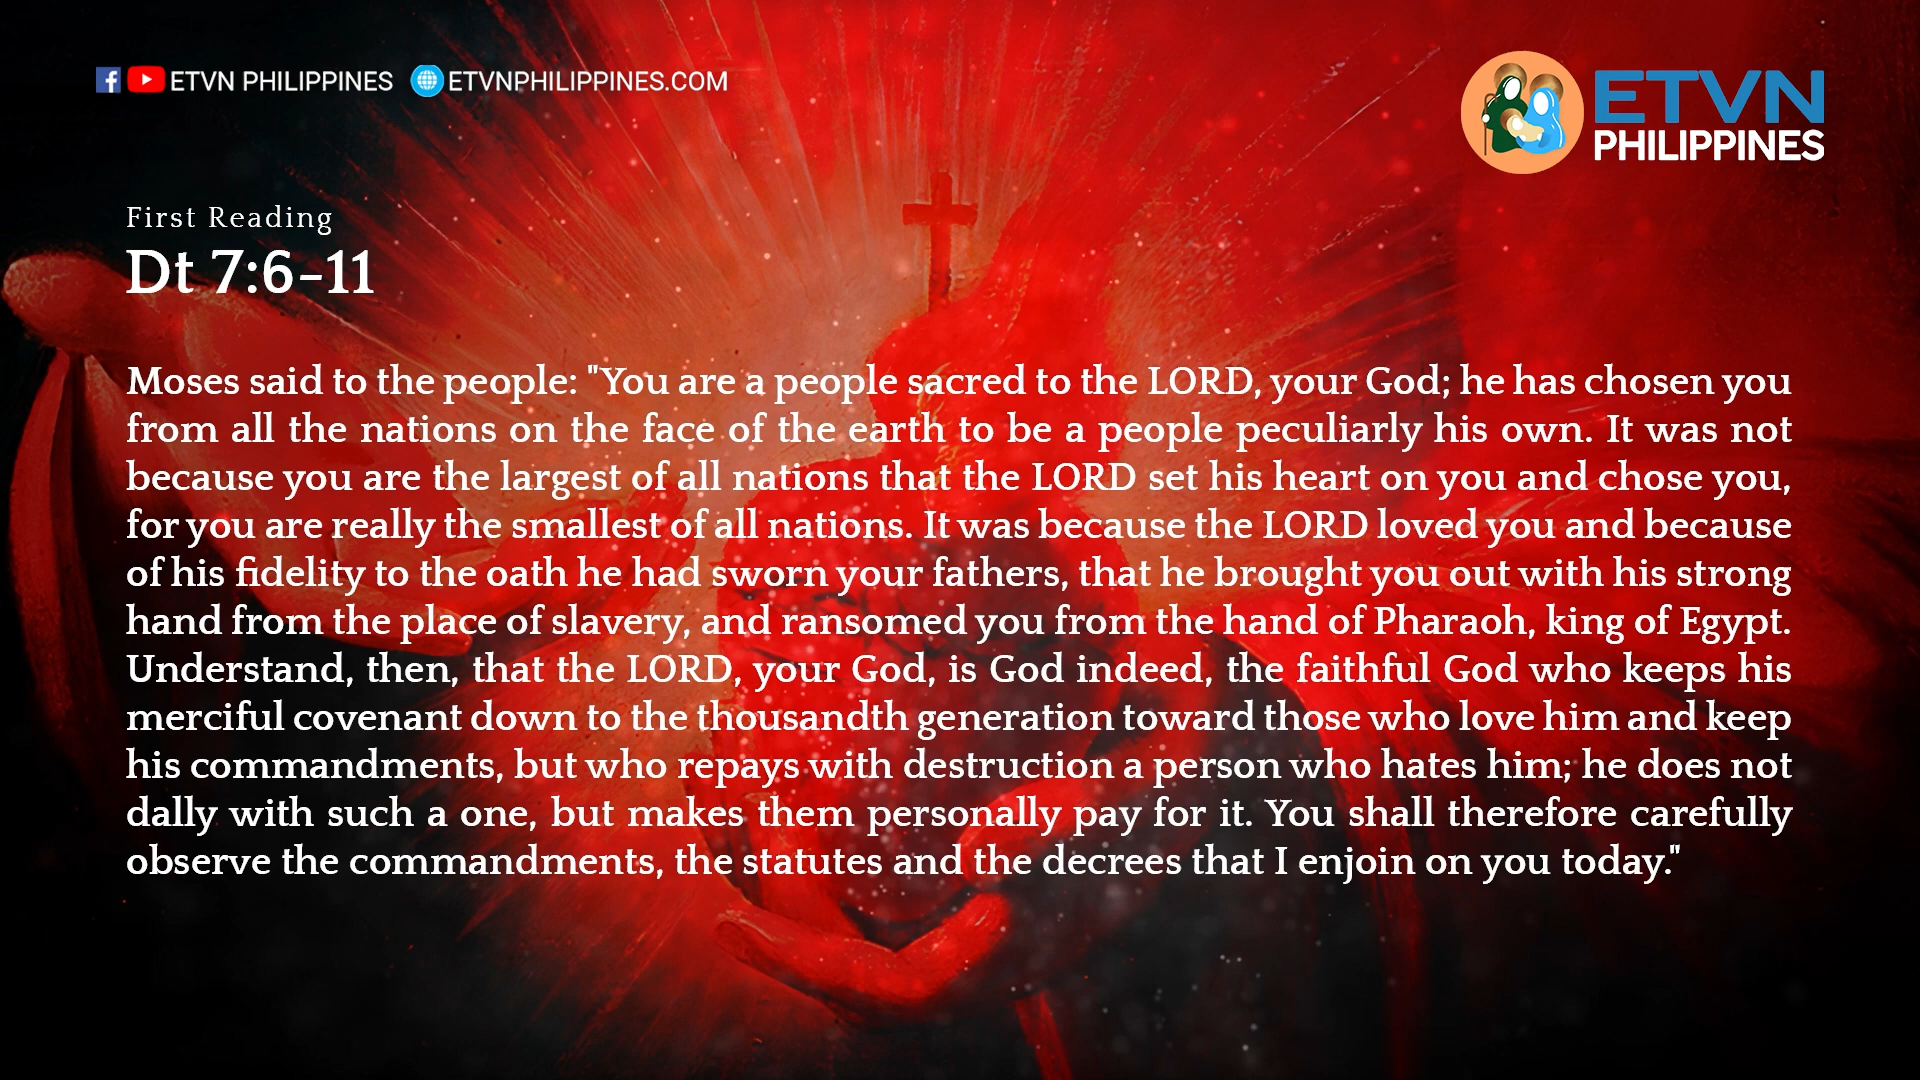 ETVN PHILIPPINES ETVNPHILIPPINES.COM
ETVN
PHILIPPINES
First Reading
Dt 7:6-11
Moses said to the people: "You are a people sacred to the LORD, your God; he has chosen you
from all the nations on the face of the earth to be a people peculiarly his own. It was not
because you are the largest of all nations that the LORD set his heart on you and chose you,
for you are really the smallest of all nations. It was because the LORD loved you and because
of his fidelity to the oath he had sworn your fathers, that he brought you out with his strong
hand from the place of slavery, and ransomed you from the hand of Pharaoh, king of Egypt.
Understand, then, that the LORD, your God, is God indeed, the faithful God who keeps his
merciful covenant down to the thousandth generation toward those who love him and keep
his commandments, but who repays with destruction a person who hates him; he does not
dally with such a one, but makes them personally pay for it. You shall therefore carefully
observe the commandments, the statutes and the decrees that I enjoin on you today."